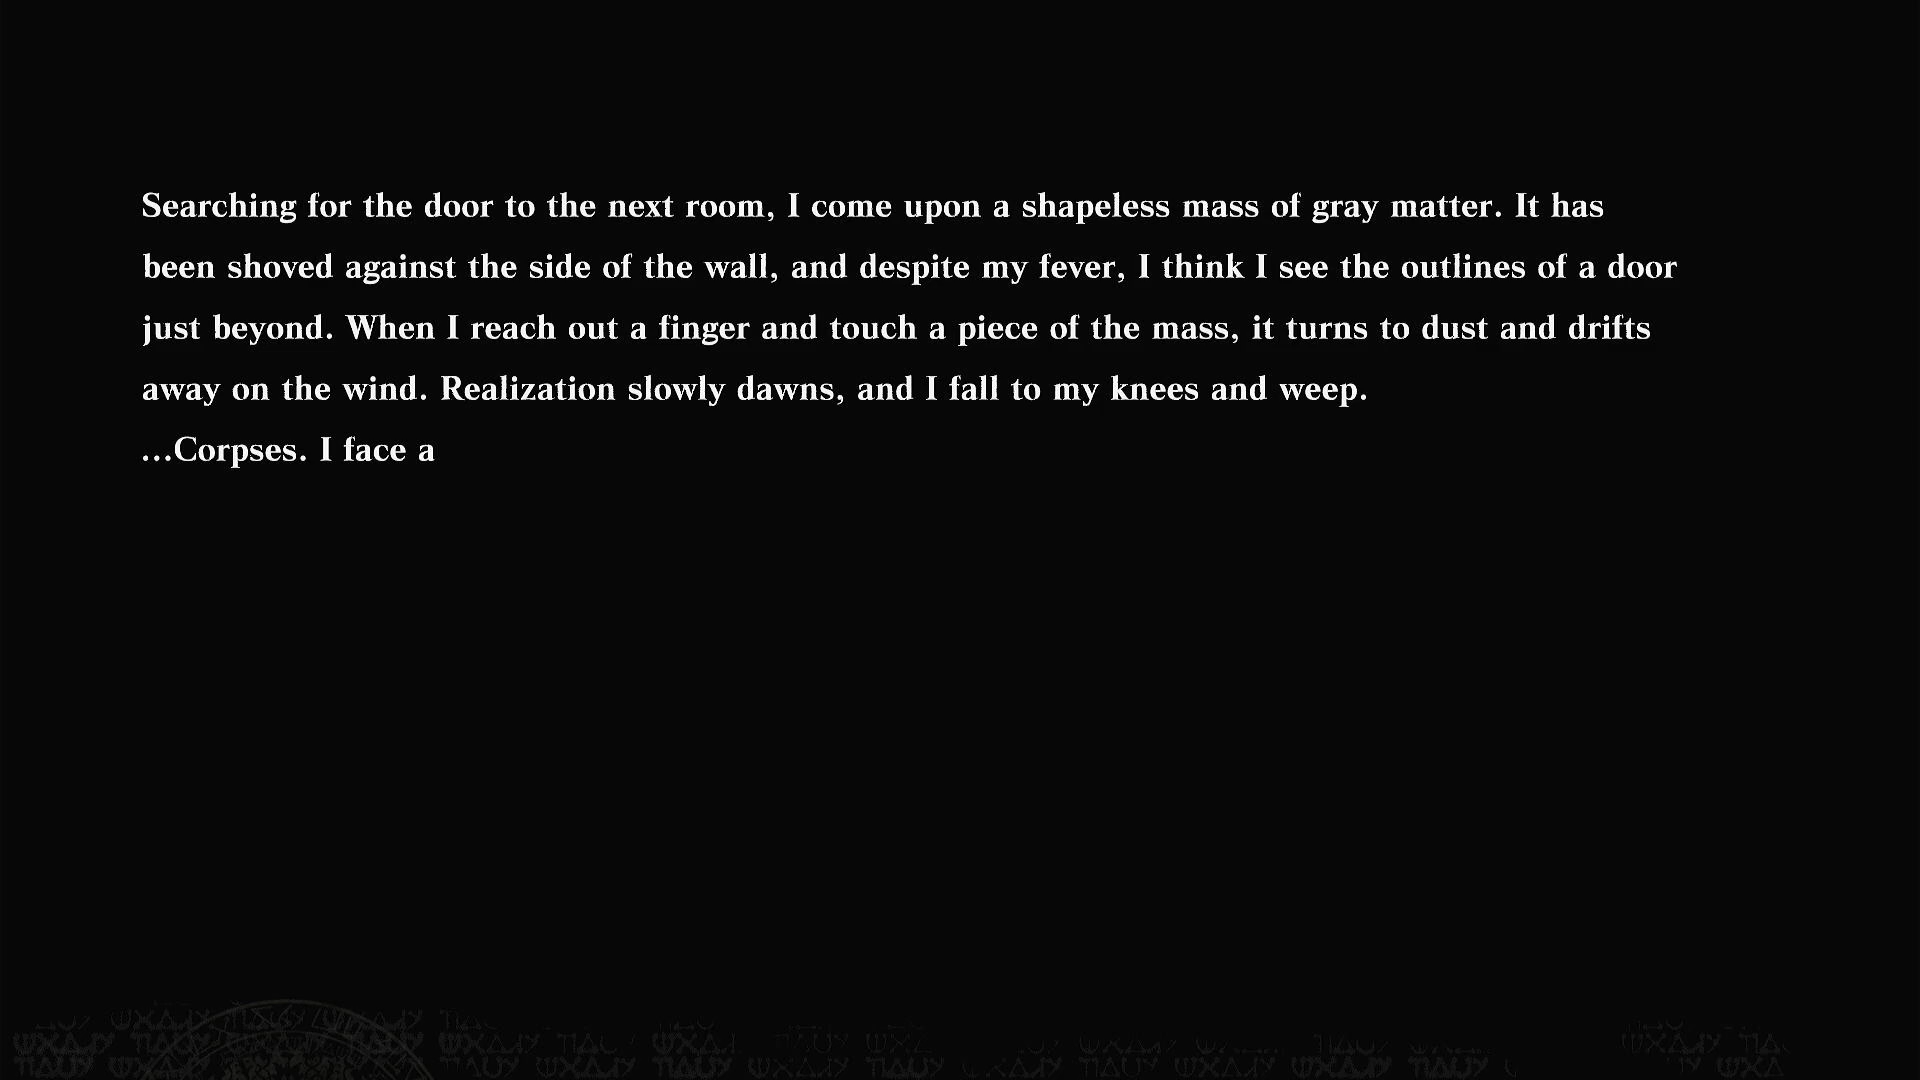 Searching for the door to the next room, I come upon a shapeless mass of gray matter. It has
been shoved against the side of the wall, and despite my fever, I think I see the outlines of a door
just beyond. When I reach out a finger and touch a piece of the mass, it turns to dust and drifts
away on the wind. Realization slowly dawns, and I fall to my knees and weep.
...Corpses. I face a